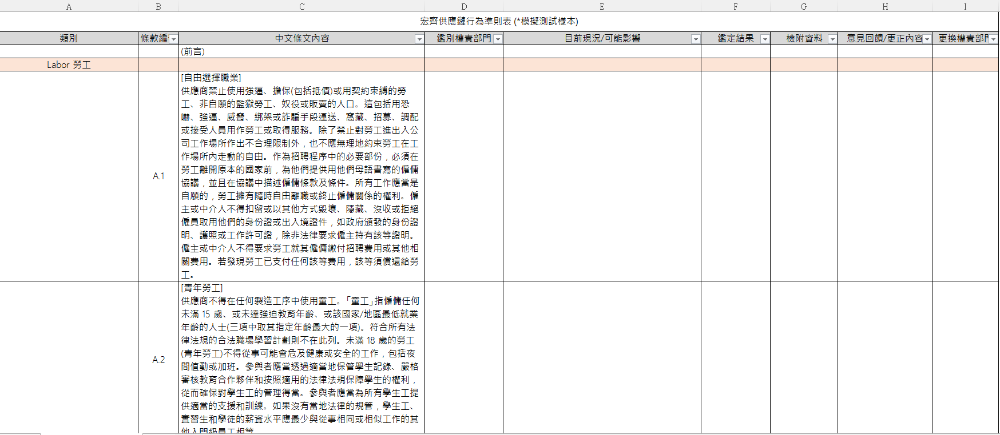 A B C D E F G H I
宏齊供應鏈行為準則表 (*模擬測試樣本)
類別 條款編 中文條文內容 鑑別權責部門 目前現況/可能影響 鑑定結果 檢附資料 意見回饋/更正內容 更換權責部門
(前言)
Labor 勞工
[自由選擇職業]
供應商禁止使用強逼、擔保(包括抵債)或用契約束縛的勞
工、非自願的監獄勞工、奴役或販賣的人口。這包括用恐
嚇、強逼、威脅、綁架或詐騙手段運送、窩藏、招募、調配
或接受人員用作勞工或取得服務。除了禁止對勞工進出入公
司工作場所作出不合理限制外，也不應無理地約束勞工在工
作場所內走動的自由。作為招聘程序中的必要部份，必須在
勞工離開原本的國家前，為他們提供用他們母語書寫的僱傭
協議，並且在協議中描述僱傭條款及條件。所有工作應當是
自願的，勞工擁有隨時自由離職或終止僱傭關係的權利。僱
主或中介人不得扣留或以其他方式毀壞、隱藏、沒收或拒絕
僱員取用他們的身份證或出入境證件，如政府頒發的身份證
明、護照或工作許可證，除非法律要求僱主持有該等證明。
僱主或中介人不得要求勞工就其僱傭繳付招聘費用或其他相
關費用。若發現勞工已支付任何該等費用，該等須償還給勞
工。
A.1
[青年勞工]
供應商不得在任何製造工序中使用童工。「童工」指僱傭任何
未滿 15 歲、或未達強迫教育年齡、或該國家/地區最低就業
年齡的人士(三項中取其指定年齡最大的一項)。符合所有法
律法規的合法職場學習計劃則不在此列。未滿 18 歲的勞工
(青年勞工)不得從事可能會危及健康或安全的工作，包括夜
間值勤或加班。參與者應當透過適當地保管學生記錄、嚴格
審核教育合作夥伴和按照適用的法律法規保障學生的權利，
從而確保對學生工的管理得當。參與者應當為所有學生工提
供適當的支援和訓練。如果沒有當地法律的規管，學生工、
實習生和學徒的薪資水平應最少與從事相同或相似工作的其
他入門級員工相等。
A.2